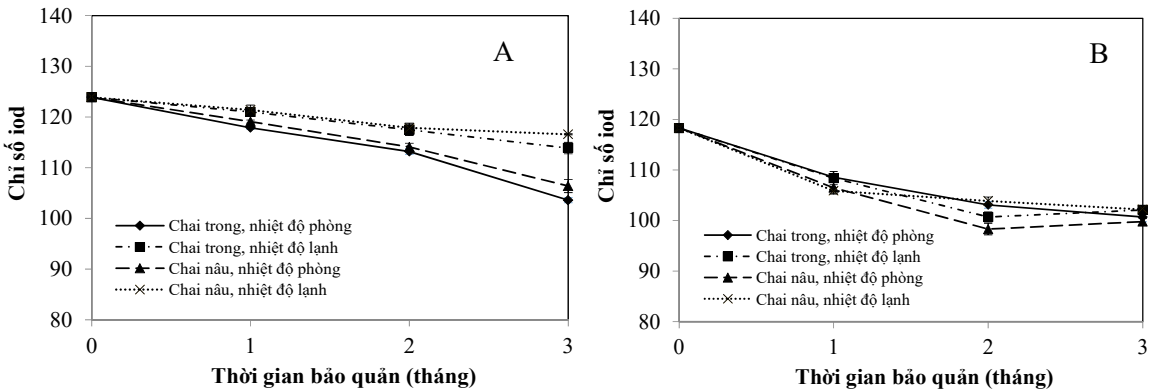 140
130
120
110
100
90
80
Chỉ số iod
A
Chai trong, nhiệt độ phòng
Chai trong, nhiệt độ lạnh
Chai nâu, nhiệt độ phòng
Chai nâu, nhiệt độ lạnh
0 1 2 3
Thời gian bảo quản (tháng)
140
130
120
110
100
90
80
Chỉ số iod
B
Chai trong, nhiệt độ phòng
Chai trong, nhiệt độ lạnh
Chai nâu, nhiệt độ phòng
Chai nâu, nhiệt độ lạnh
0 1 2 3
Thời gian bảo quản (tháng)